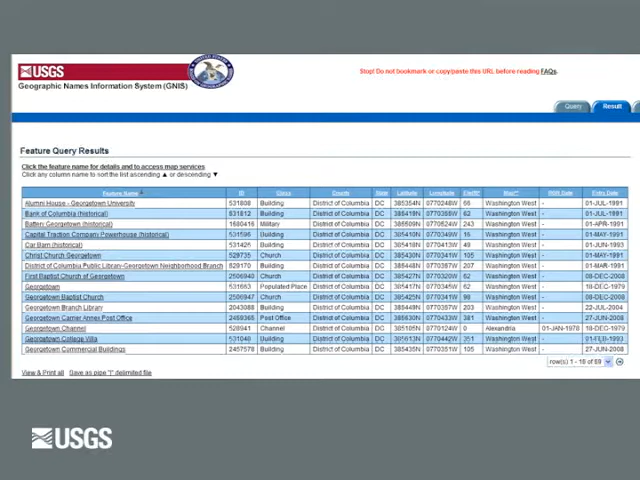 USGS
Stop! Do not bookmark or copy/paste this URL before reading FAQs.
Geographic Names Information System (GNIS)
Query Result
Feature Query Results
Click the feature name for details and to access map services
Click any column name to sort the list ascending ▲ or descending ▼
Feature Name ID Class County State Latitude Longitude Ele(ft)* Map** BGN Date Entry Date
Alumni House - Georgetown University 531808 Building District of Columbia DC 385354N 0770248W 66 Washington West - 01-JUL-1991
Bank of Columbia (historical) 831812 Building District of Columbia DC 385418N 0770355W 62 Washington West - 01-JUL-1991
Battery Georgetown (historical) 1680416 Military District of Columbia DC 385509N 0770524W 243 Washington West - 01-APR-1991
Capital Traction Company Powerhouse (historical) 531596 Building District of Columbia DC 385410N 0770349W 16 Washington West - 01-MAY-1991
Car Barn (historical) 531426 Building District of Columbia DC 385419N 0770413W 49 Washington West - 01-JUN-1993
Christ Church Georgetown 529735 Church District of Columbia DC 385430N 0770341W 105 Washington West - 01-MAY-1991
District of Columbia Public Library-Georgetown Neighborhood Branch 529170 Building District of Columbia DC 385448N 0770357W 207 Washington West - 01-MAR-1991
First Baptist Church of Georgetown 2506940 Church District of Columbia DC 385427N 0770320W 62 Washington West - 08-DEC-2008
Georgetown 531663 Populated Place District of Columbia DC 385417N 0770345W 62 Washington West - 18-DEC-1979
Georgetown Baptist Church 2506947 Church District of Columbia DC 385425N 0770341W 98 Washington West - 08-DEC-2008
Georgetown Branch Library 2043088 Building District of Columbia DC Washington West - 22-JUL-2004
Georgetown Carrier Annex Post Office 2459365 Post Office District of Columbia DC 385630N 0770433W 381 Washington West - 27-JUN-2008
Georgetown Channel 528941 Channel District of Columbia DC 385105N 0770124W 0 Alexandria 01-JAN-1978 18-DEC-1979
Georgetown College Villa 531048 Building District of Columbia DC 385613N 0770442W 351 Washington West - 01-FEB-1993
Georgetown Commercial Buildings 2457578 Building District of Columbia DC 385435N 0770351W 105 Washington West - 27-JUN-2008
View & Print all Save as pipe "|" delimited file
USGS